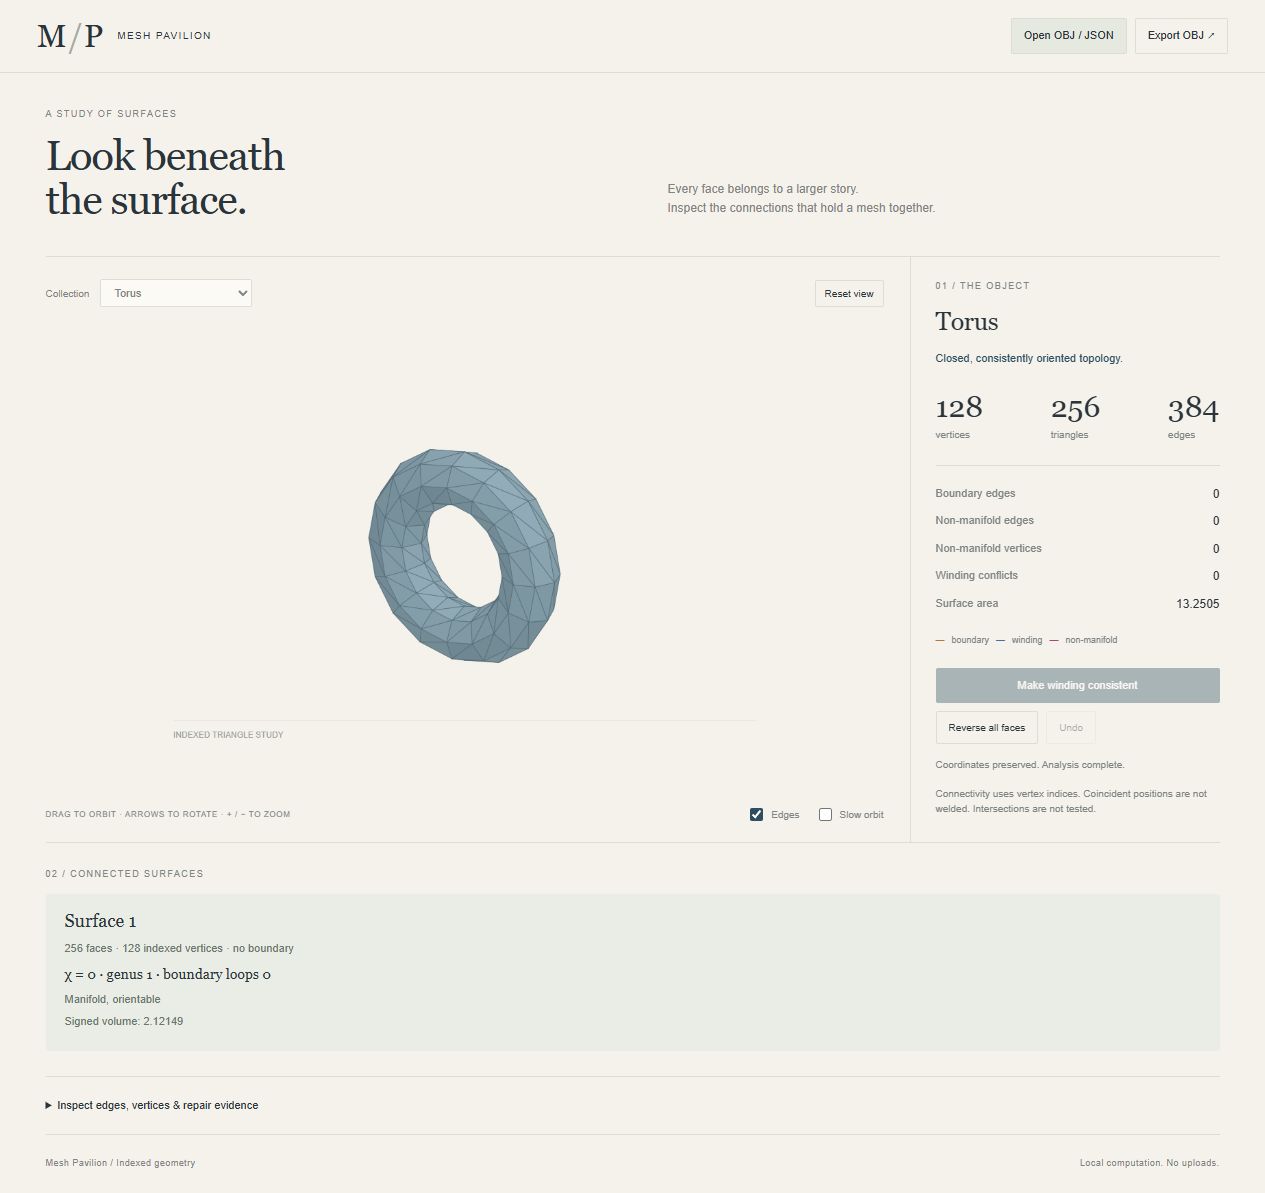 M/P MESH PAVILION
Open OBJ / JSON
Export OBJ ↗
A STUDY OF SURFACES
Look beneath
the surface.
Every face belongs to a larger story.
Inspect the connections that hold a mesh together.
Collection
Torus
Reset view
INDEXED TRIANGLE STUDY
DRAG TO ORBIT · ARROWS TO ROTATE · + / − TO ZOOM
Edges
Slow orbit
01 / THE OBJECT
Torus
Closed, consistently oriented topology.
128 256 384
vertices triangles edges
Boundary edges 0
Non-manifold edges 0
Non-manifold vertices 0
Winding conflicts 0
Surface area 13.2505
— boundary — winding — non-manifold
Make winding consistent
Reverse all faces
Undo
Coordinates preserved. Analysis complete.
Connectivity uses vertex indices. Coincident positions are not
welded. Intersections are not tested.
02 / CONNECTED SURFACES
Surface 1
256 faces · 128 indexed vertices · no boundary
χ = 0 · genus 1 · boundary loops 0
Manifold, orientable
Signed volume: 2.12149
Inspect edges, vertices & repair evidence
Mesh Pavilion / Indexed geometry
Local computation. No uploads.